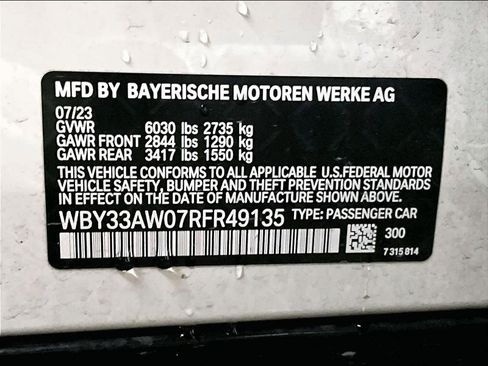 MFD BY BAYERISCHE MOTOREN WERKE AG
07/23
GVWR 6030 lbs 2735 kg
GAWR FRONT 2844 lbs 1290 kg
GAWR REAR 3417 lbs 1550 kg
THIS VEHICLE CONFORMS TO ALL APPLICABLE U.S.FEDERAL MOTOR
VEHICLE SAFETY, BUMPER AND THEFT PREVENTION STANDARDS
IN EFFECT ON THE DATE OF MANUFACTURE SHOWN ABOVE.
WBY33AW07RFR49135 TYPE: PASSENGER CAR
300
7 315 814